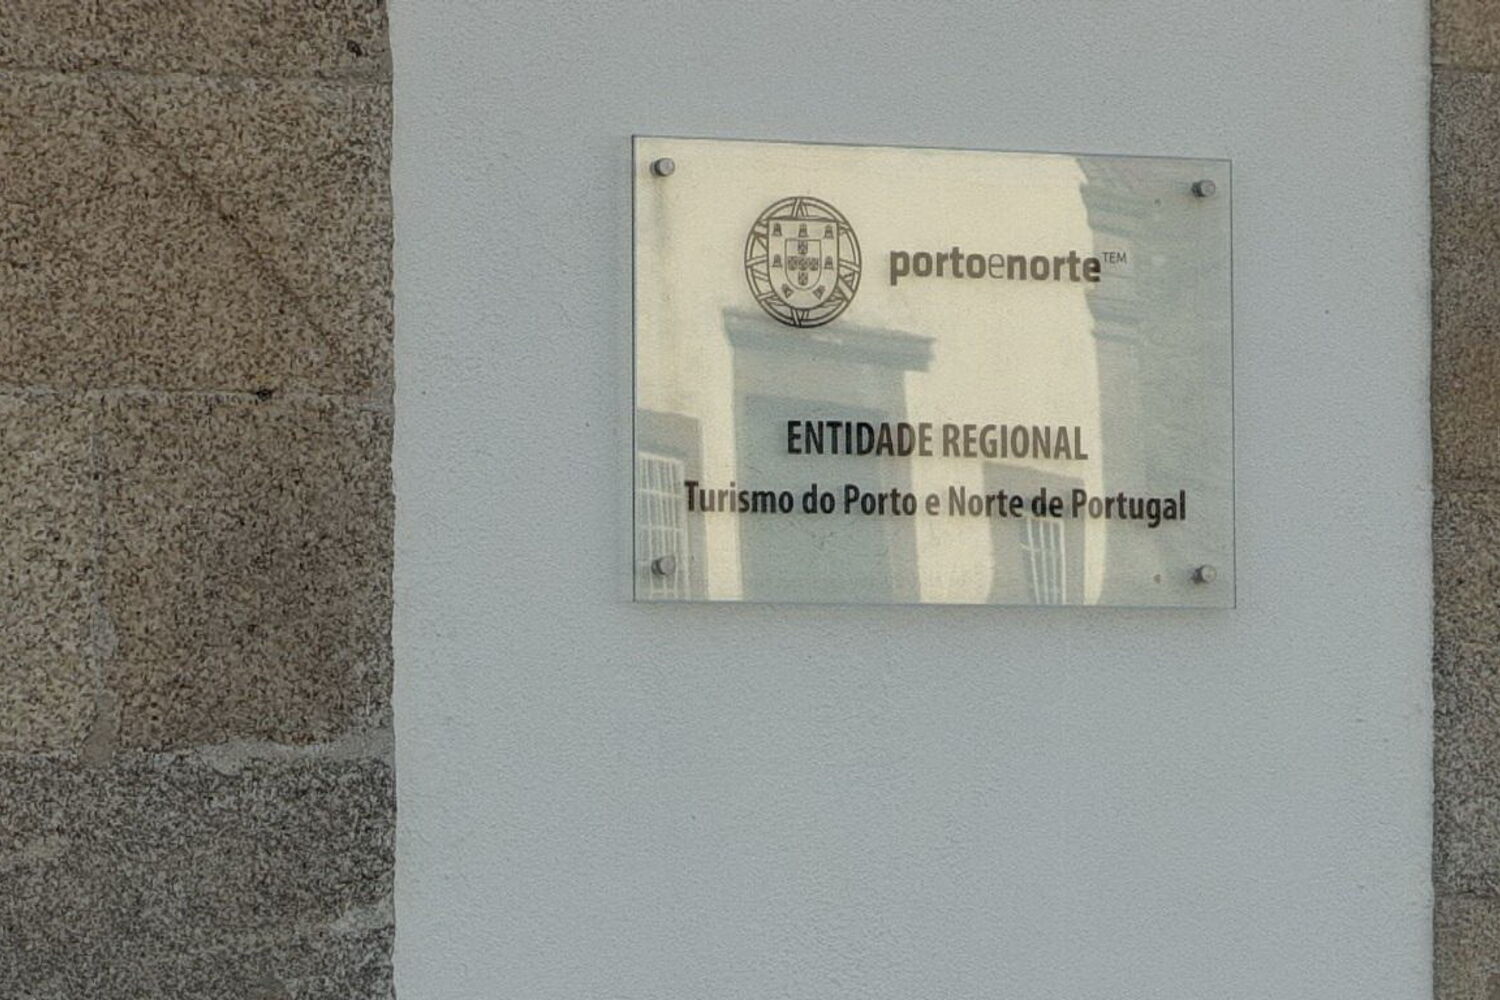 portoenorte TEM
ENTIDADE REGIONAL
Turismo do Porto e Norte de Portugal